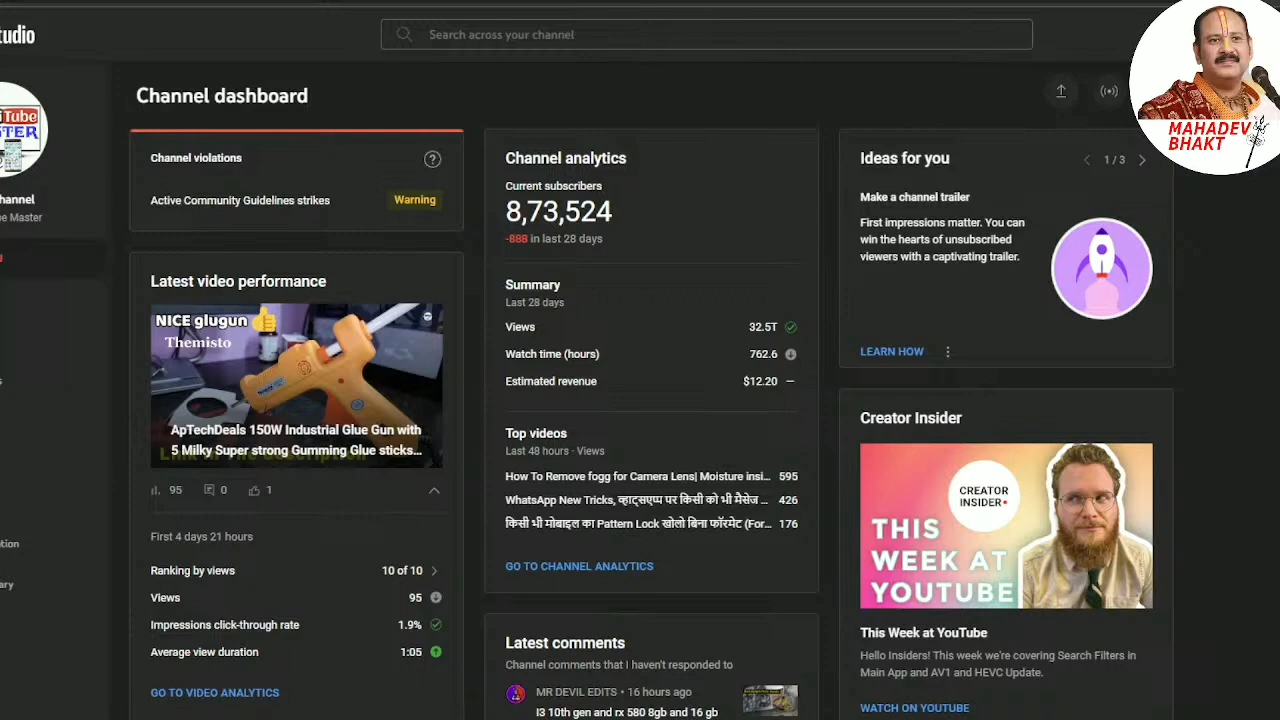 tudio
Search across your channel
Channel dashboard
MAHADEV
BHAKT
Tube
TER
hannel
e Master
Channel violations
?
Active Community Guidelines strikes
Warning
Latest video performance
NICE glugun
Themisto
ApTechDeals 150W Industrial Glue Gun with
5 Milky Super strong Gumming Glue sticks...
95
0
1
First 4 days 21 hours
Ranking by views
10 of 10
Views
95
Impressions click-through rate
1.9%
Average view duration
1:05
GO TO VIDEO ANALYTICS
Channel analytics
Current subscribers
8,73,524
-888 in last 28 days
Summary
Last 28 days
Views
32.5T
Watch time (hours)
762.6
Estimated revenue
$12.20 —
Top videos
Last 48 hours · Views
How To Remove fogg for Camera Lens| Moisture insi... 595
WhatsApp New Tricks, व्हाट्सएप्प पर किसी को भी मैसेज ... 426
किसी भी मोबाइल का Pattern Lock खोलो बिना फॉरमेट (For... 176
GO TO CHANNEL ANALYTICS
Latest comments
Channel comments that I haven't responded to
MR DEVIL EDITS • 16 hours ago
I3 10th gen and rx 580 8gb and 16 gb
Ideas for you
1 / 3
Make a channel trailer
First impressions matter. You can
win the hearts of unsubscribed
viewers with a captivating trailer.
LEARN HOW
Creator Insider
CREATOR
INSIDER
THIS
WEEK AT
YOUTUBE
This Week at YouTube
Hello Insiders! This week we're covering Search Filters in
Main App and AV1 and HEVC Update.
WATCH ON YOUTUBE
ation
ary